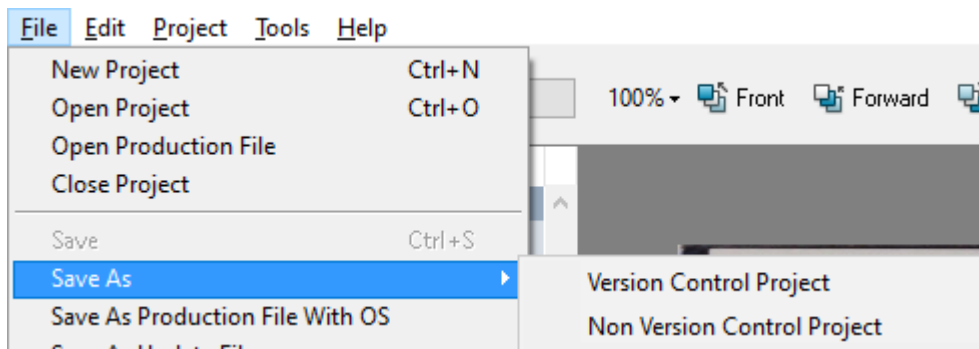 File Edit Project Tools Help
New Project Ctrl+N
Open Project Ctrl+O
Open Production File
Close Project
100% Front Forward
Save Ctrl+S
Save As
Version Control Project
Save As Production File With OS
Non Version Control Project